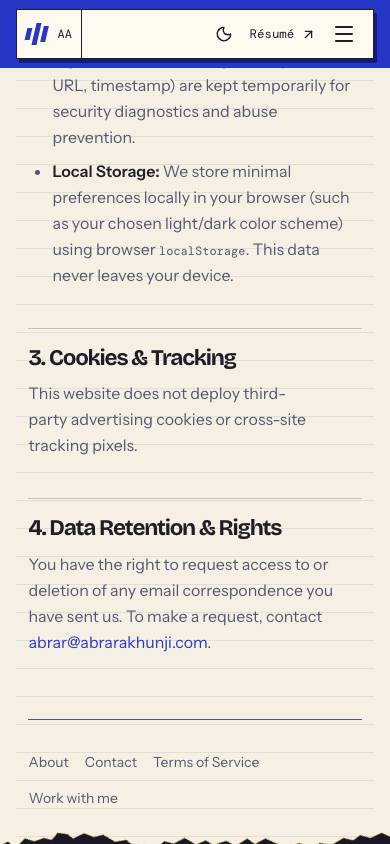 AA
Résumé
URL, timestamp) are kept temporarily for
security diagnostics and abuse
prevention.
• Local Storage: We store minimal
preferences locally in your browser (such
as your chosen light/dark color scheme)
using browser localStorage. This data
never leaves your device.
3. Cookies & Tracking
This website does not deploy third-
party advertising cookies or cross-site
tracking pixels.
4. Data Retention & Rights
You have the right to request access to or
deletion of any email correspondence you
have sent us. To make a request, contact
abrar@abrarakhunji.com.
About Contact Terms of Service
Work with me